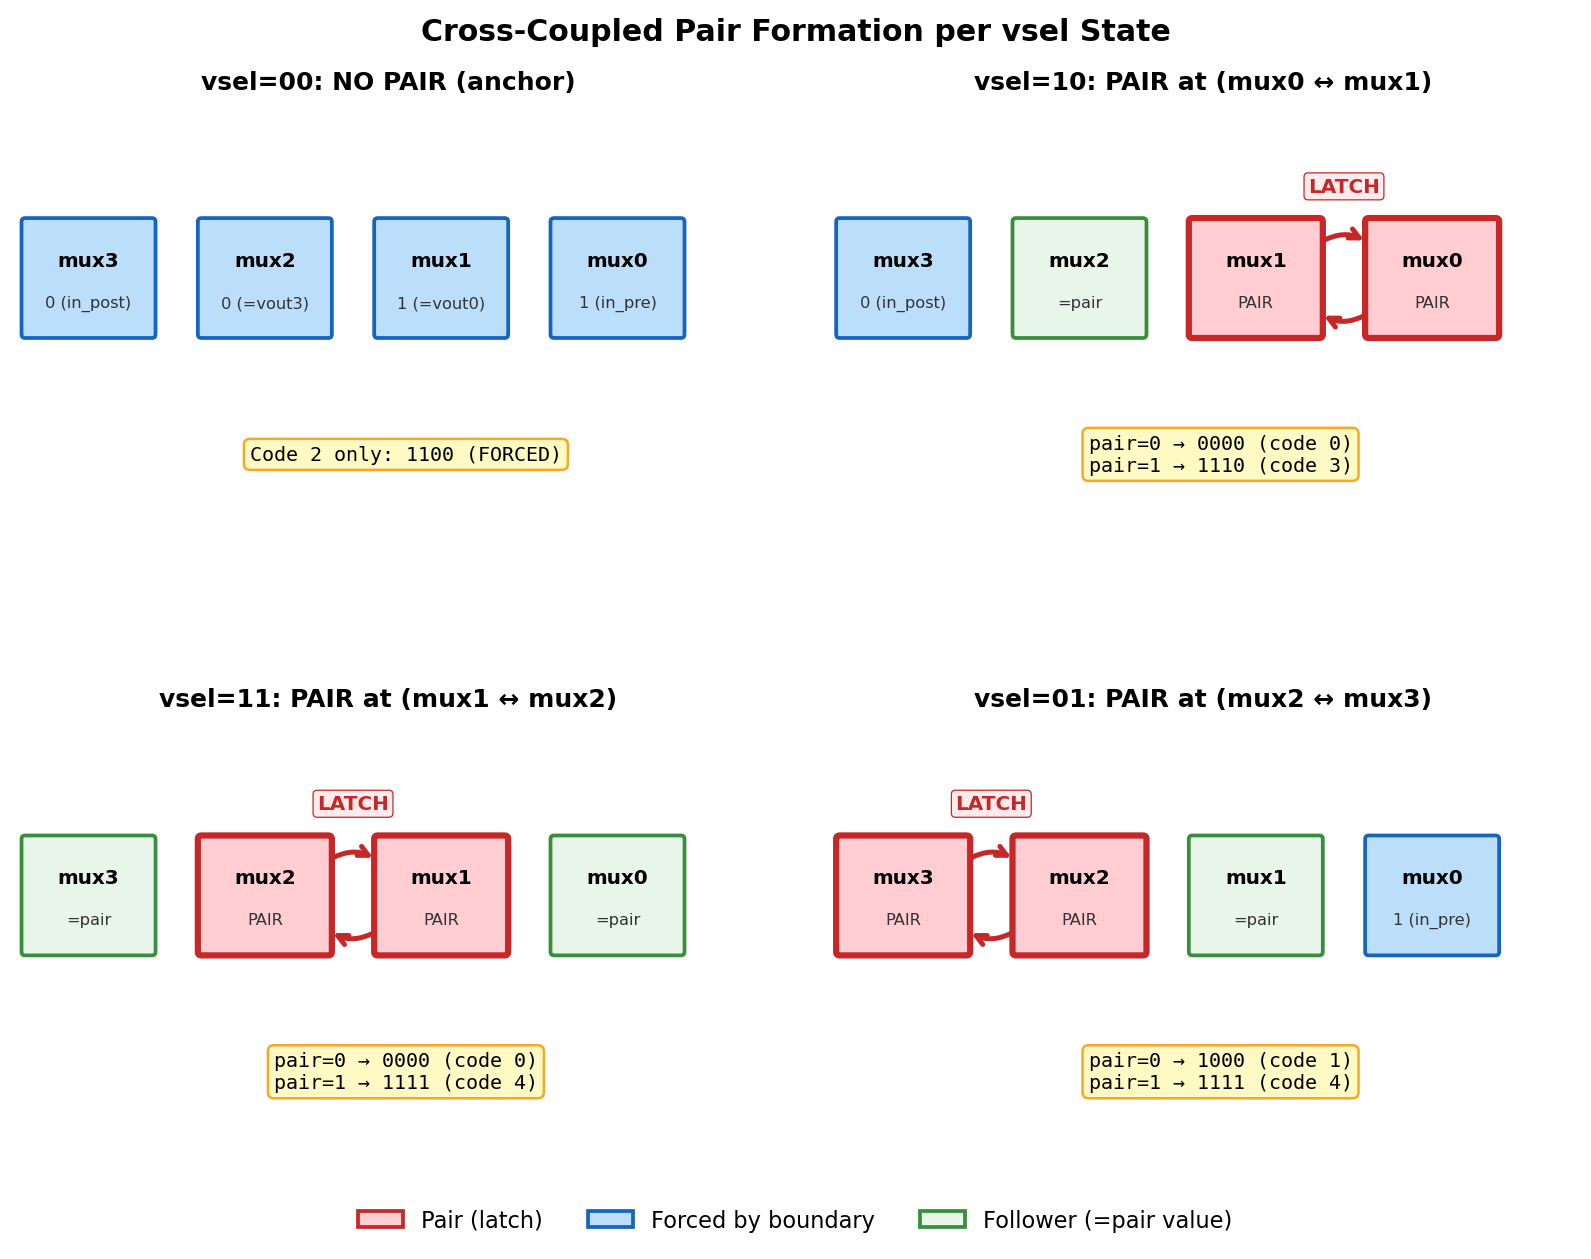 Cross-Coupled Pair Formation per vsel State
vsel=00: NO PAIR (anchor)
mux3
0 (in_post)
mux2
0 (=vout3)
mux1
1 (=vout0)
mux0
1 (in_pre)
Code 2 only: 1100 (FORCED)
vsel=10: PAIR at (mux0 ↔ mux1)
LATCH
mux3
0 (in_post)
mux2
=pair
mux1
PAIR
mux0
PAIR
pair=0 → 0000 (code 0)
pair=1 → 1110 (code 3)
vsel=11: PAIR at (mux1 ↔ mux2)
LATCH
mux3
=pair
mux2
PAIR
mux1
PAIR
mux0
=pair
pair=0 → 0000 (code 0)
pair=1 → 1111 (code 4)
vsel=01: PAIR at (mux2 ↔ mux3)
LATCH
mux3
PAIR
mux2
PAIR
mux1
=pair
mux0
1 (in_pre)
pair=0 → 1000 (code 1)
pair=1 → 1111 (code 4)
Pair (latch)
Forced by boundary
Follower (=pair value)